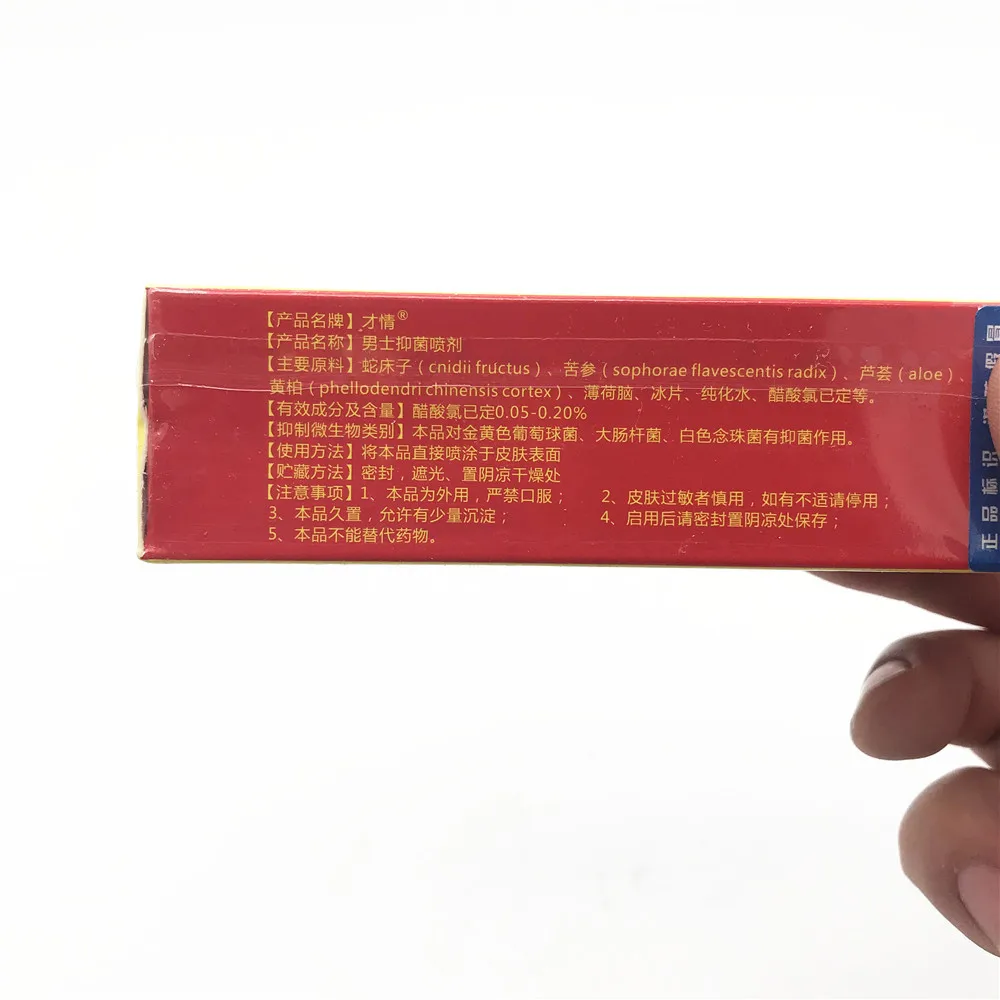 【产品名牌】才情®
【产品名称】男士抑菌喷剂
【主要原料】蛇床子（cnidii fructus）、苦参（sophorae flavescentis radix）、芦荟（aloe）、
黄柏（phellodendri chinensis cortex）、薄荷脑、冰片、纯化水、醋酸氯已定等。
【有效成分及含量】醋酸氯已定0.05-0.20%
【抑制微生物类别】本品对金黄色葡萄球菌、大肠杆菌、白色念珠菌有抑菌作用。
【使用方法】将本品直接喷涂于皮肤表面
【贮藏方法】密封，遮光、置阴凉干燥处
【注意事项】1、本品为外用，严禁口服； 2、皮肤过敏者慎用，如有不适请停用；
3、本品久置，允许有少量沉淀； 4、启用后请密封置阴凉处保存；
5、本品不能替代药物。
正品标识